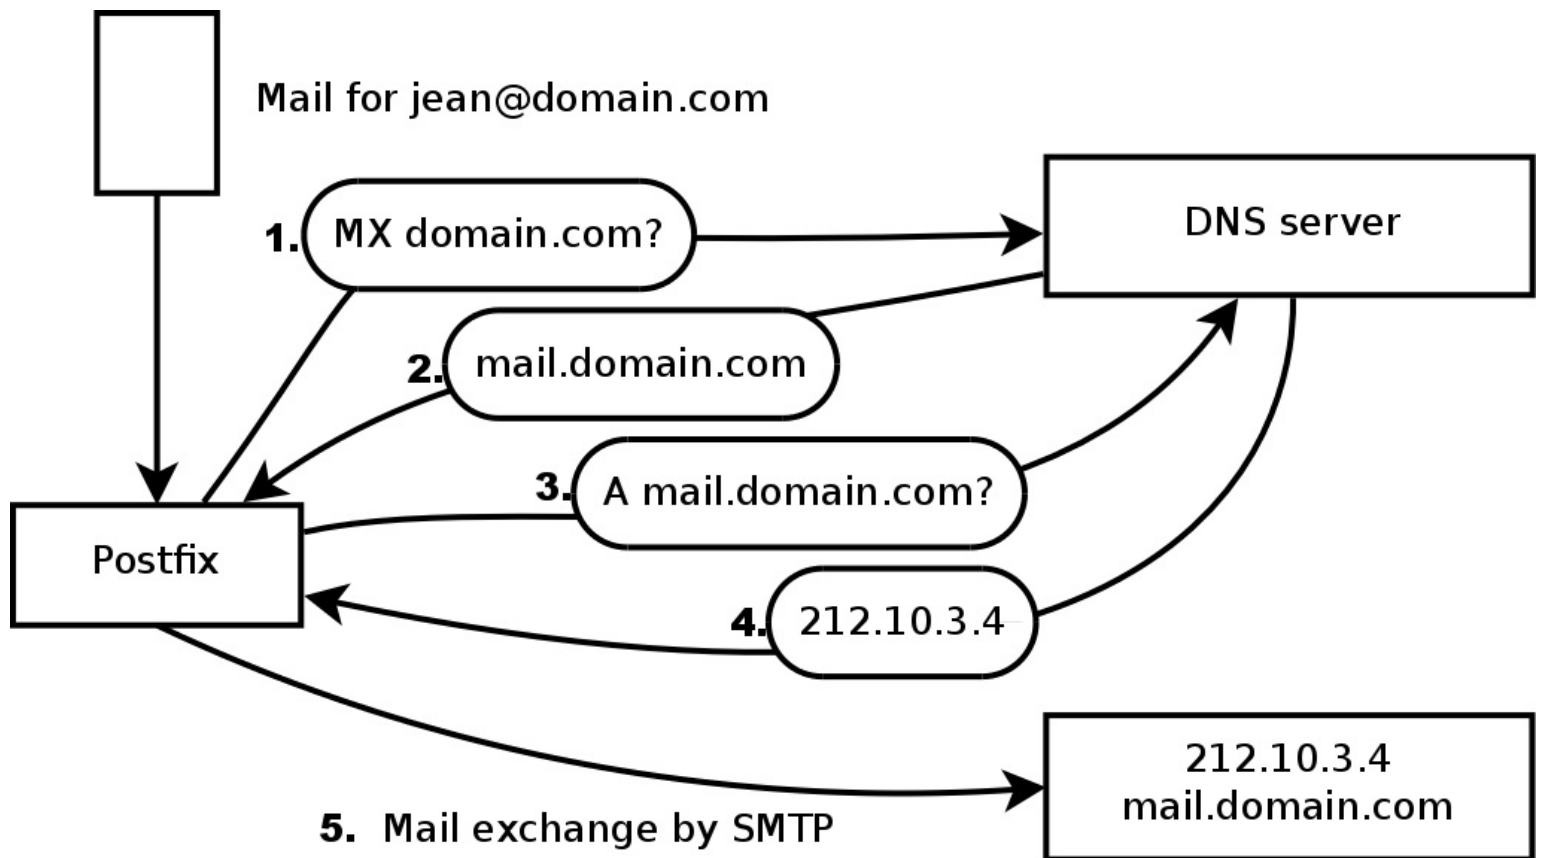 Mail for jean@domain.com
1. MX domain.com?
DNS server
2. mail.domain.com
3. A mail.domain.com?
Postfix
4. 212.10.3.4
212.10.3.4
mail.domain.com
5. Mail exchange by SMTP